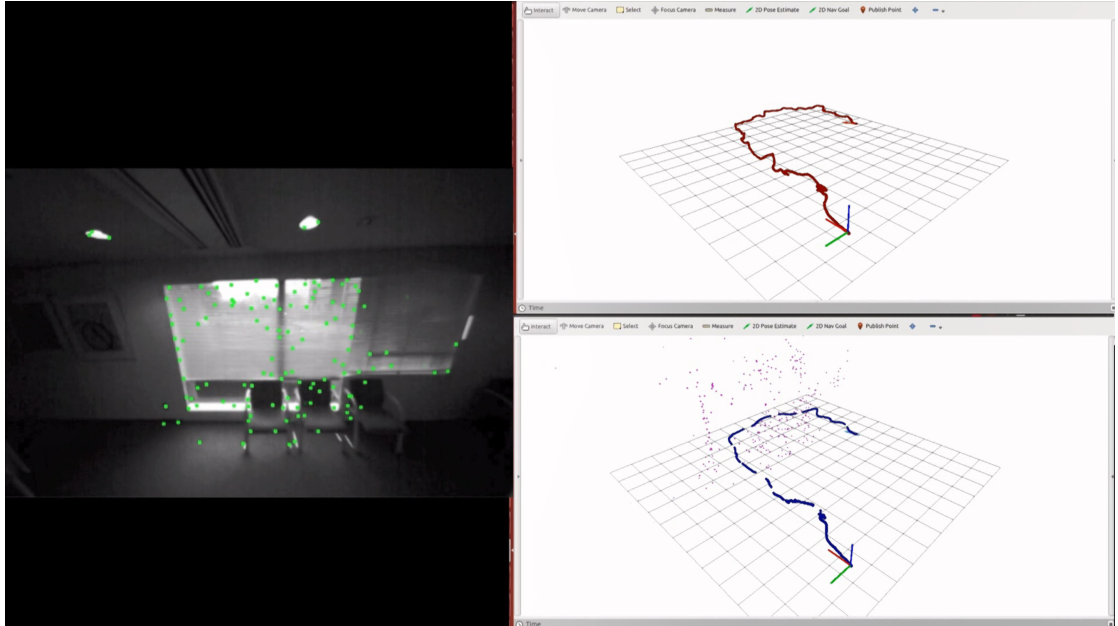 Interact Move Camera Select Focus Camera Measure 2D Pose Estimate 2D Nav Goal Publish Point
Time
Interact Move Camera Select Focus Camera Measure 2D Pose Estimate 2D Nav Goal Publish Point
Time